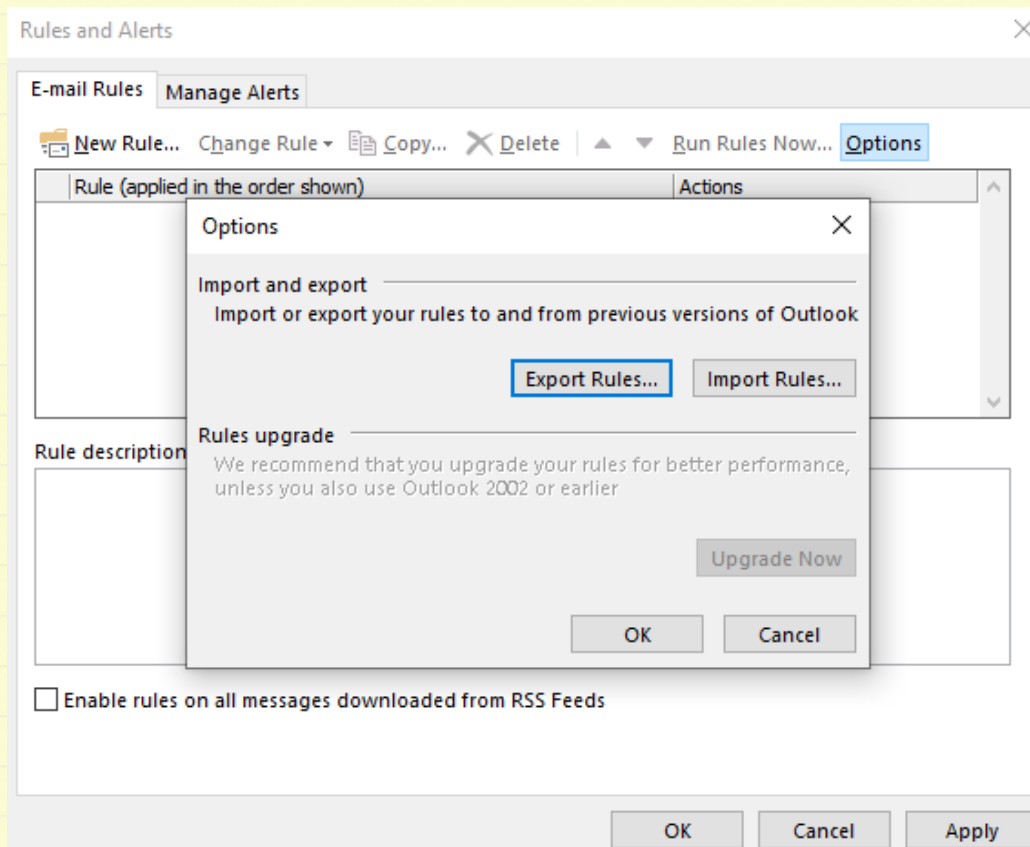 Rules and Alerts
E-mail Rules Manage Alerts
New Rule... Change Rule Copy... Delete Run Rules Now... Options
Rule (applied in the order shown) Actions
Options
Import and export
Import or export your rules to and from previous versions of Outlook
Export Rules... Import Rules...
Rules upgrade
Rule description
We recommend that you upgrade your rules for better performance,
unless you also use Outlook 2002 or earlier
Upgrade Now
OK Cancel
Enable rules on all messages downloaded from RSS Feeds
OK Cancel Apply